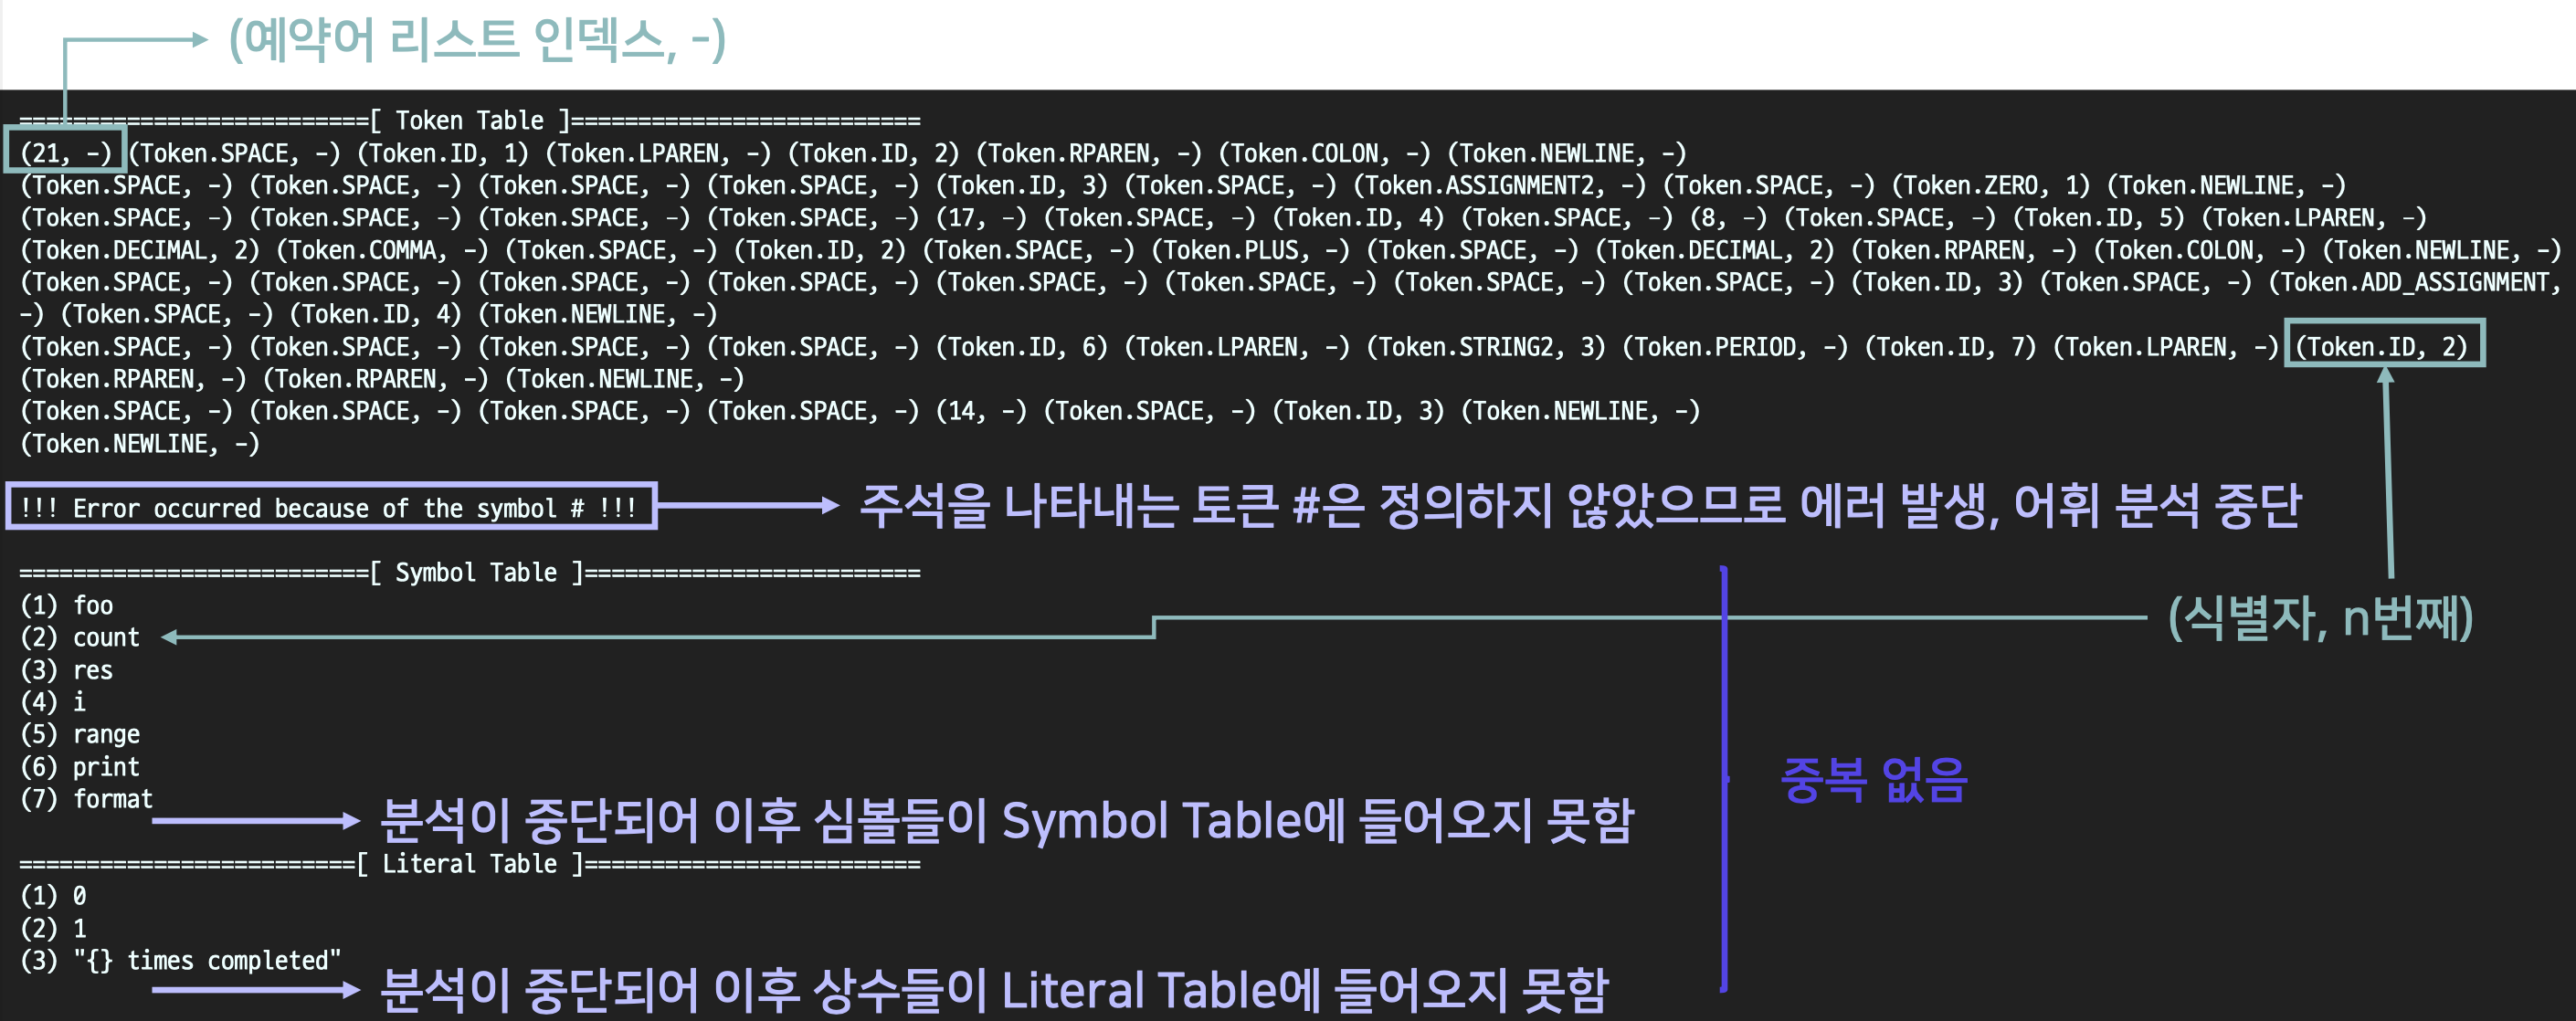 (예약어 리스트 인덱스, -)
==========================[ Token Table ]==========================
(21, -) (Token.SPACE, -) (Token.ID, 1) (Token.LPAREN, -) (Token.ID, 2) (Token.RPAREN, -) (Token.COLON, -) (Token.NEWLINE, -)
(Token.SPACE, -) (Token.SPACE, -) (Token.SPACE, -) (Token.SPACE, -) (Token.ID, 3) (Token.SPACE, -) (Token.ASSIGNMENT2, -) (Token.SPACE, -) (Token.ZERO, 1) (Token.NEWLINE, -)
(Token.SPACE, -) (Token.SPACE, -) (Token.SPACE, -) (Token.SPACE, -) (17, -) (Token.SPACE, -) (Token.ID, 4) (Token.SPACE, -) (8, -) (Token.SPACE, -) (Token.ID, 5) (Token.LPAREN, -)
(Token.DECIMAL, 2) (Token.COMMA, -) (Token.SPACE, -) (Token.ID, 2) (Token.SPACE, -) (Token.PLUS, -) (Token.SPACE, -) (Token.DECIMAL, 2) (Token.RPAREN, -) (Token.COLON, -) (Token.NEWLINE, -)
(Token.SPACE, -) (Token.SPACE, -) (Token.SPACE, -) (Token.SPACE, -) (Token.SPACE, -) (Token.SPACE, -) (Token.SPACE, -) (Token.SPACE, -) (Token.ID, 3) (Token.SPACE, -) (Token.ADD_ASSIGNMENT,
-) (Token.SPACE, -) (Token.ID, 4) (Token.NEWLINE, -)
(Token.SPACE, -) (Token.SPACE, -) (Token.SPACE, -) (Token.SPACE, -) (Token.ID, 6) (Token.LPAREN, -) (Token.STRING2, 3) (Token.PERIOD, -) (Token.ID, 7) (Token.LPAREN, -) (Token.ID, 2)
(Token.RPAREN, -) (Token.RPAREN, -) (Token.NEWLINE, -)
(Token.SPACE, -) (Token.SPACE, -) (Token.SPACE, -) (Token.SPACE, -) (14, -) (Token.SPACE, -) (Token.ID, 3) (Token.NEWLINE, -)
(Token.NEWLINE, -)
!!! Error occurred because of the symbol # !!!
주석을 나타내는 토큰 #은 정의하지 않았으므로 에러 발생, 어휘 분석 중단
==========================[ Symbol Table ]=========================
(1) foo
(식별자, n번째)
(2) count
(3) res
(4) i
(5) range
(6) print
중복 없음
(7) format
분석이 중단되어 이후 심볼들이 Symbol Table에 들어오지 못함
=========================[ Literal Table ]=========================
(1) 0
(2) 1
(3) "{} times completed"
분석이 중단되어 이후 상수들이 Literal Table에 들어오지 못함